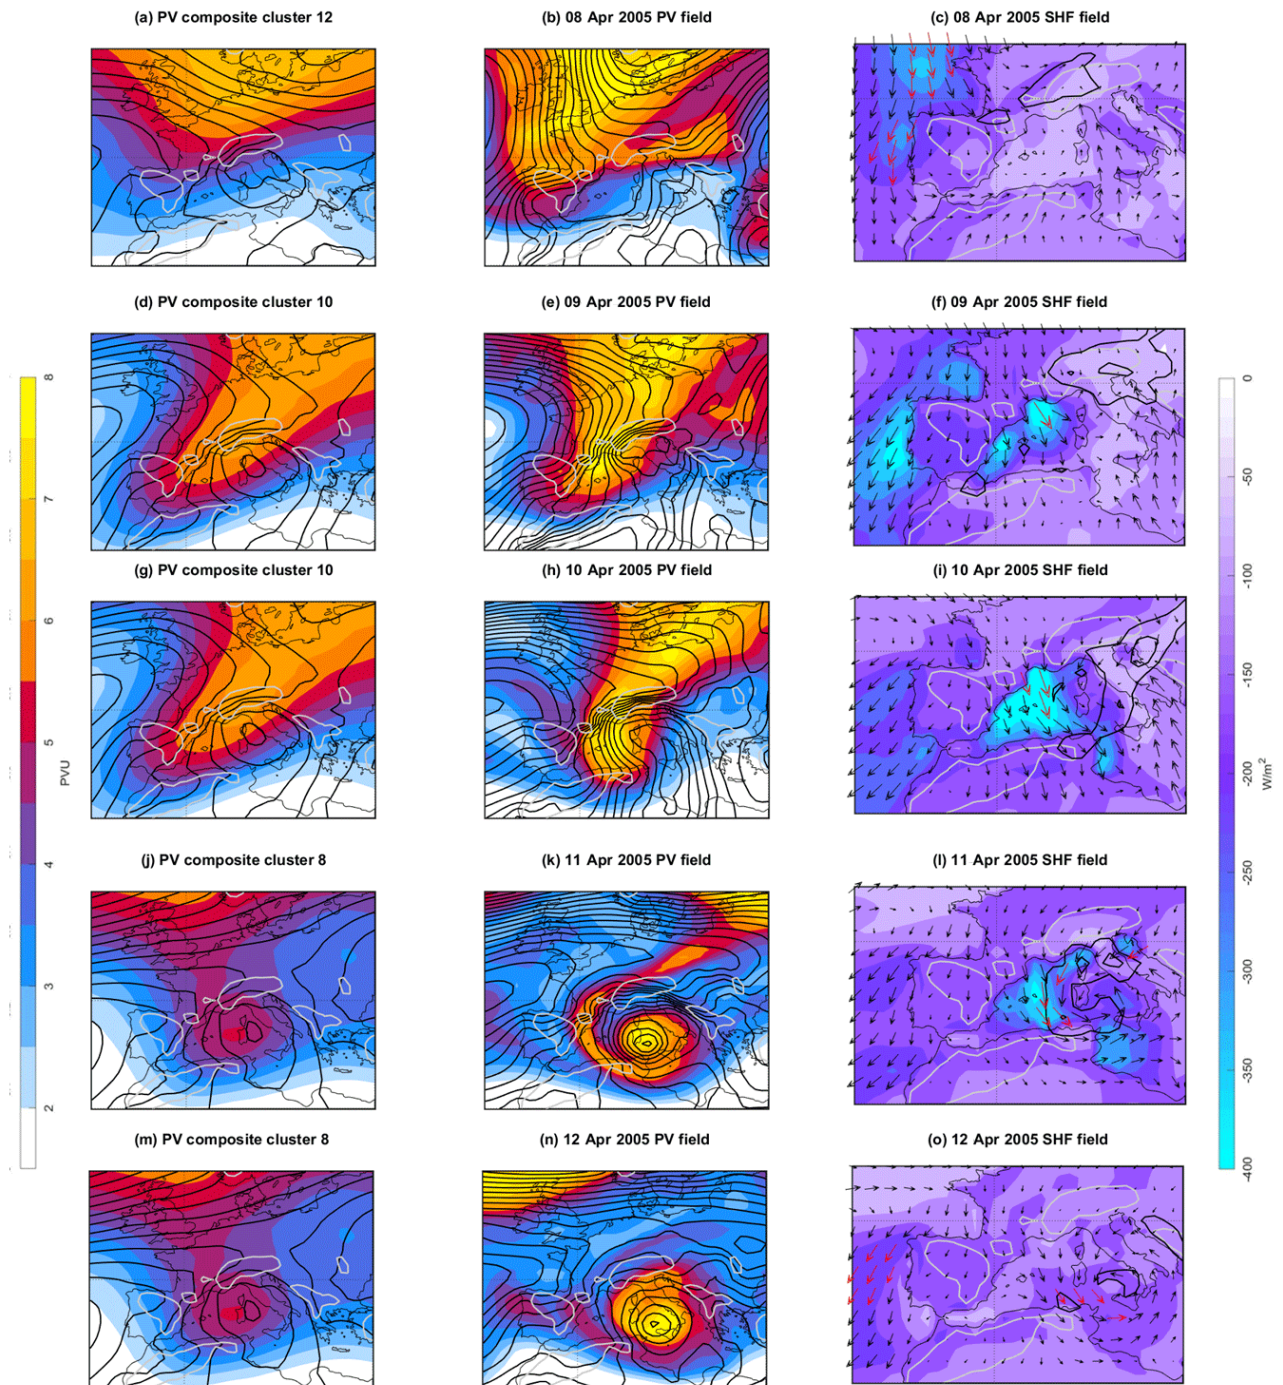 (a) PV composite cluster 12
(b) 08 Apr 2005 PV field
(c) 08 Apr 2005 SHF field
(d) PV composite cluster 10
(e) 09 Apr 2005 PV field
(f) 09 Apr 2005 SHF field
(g) PV composite cluster 10
(h) 10 Apr 2005 PV field
(i) 10 Apr 2005 SHF field
(j) PV composite cluster 8
(k) 11 Apr 2005 PV field
(l) 11 Apr 2005 SHF field
(m) PV composite cluster 8
(n) 12 Apr 2005 PV field
(o) 12 Apr 2005 SHF field
8
7
6
5
4
3
2
PVU
0
-50
-100
-150
-200
-250
-300
-350
-400
W/m²